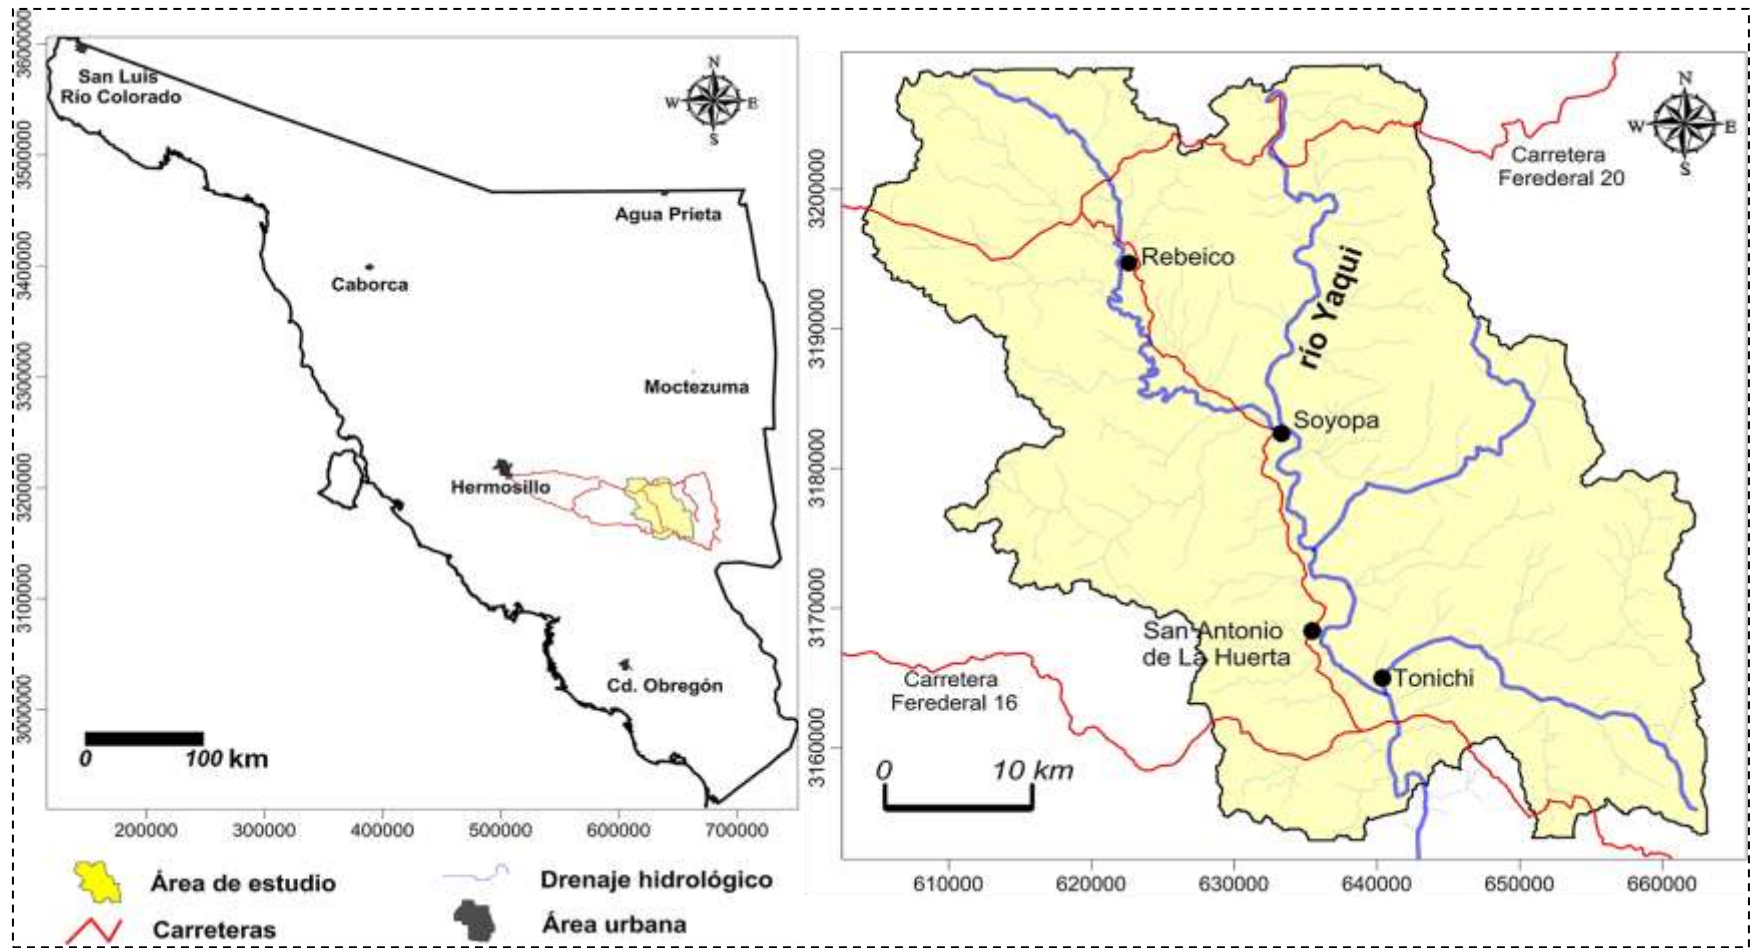 San Luis
Río Colorado
Agua Prieta
Caborca
Moctezuma
Hermosillo
Cd. Obregón
N
W
E
S
0
100 km
3600000
3500000
3400000
3300000
3200000
3100000
3000000
200000
300000
400000
500000
600000
700000
Carretera
Ferederal 20
N
W
E
S
Rebeico
río Yaqui
Soyopa
San Antonio
de La Huerta
Tonichi
Carretera
Ferederal 16
0
10 km
3200000
3190000
3180000
3170000
3160000
610000
620000
630000
640000
650000
660000
Área de estudio
Drenaje hidrológico
Carreteras
Área urbana